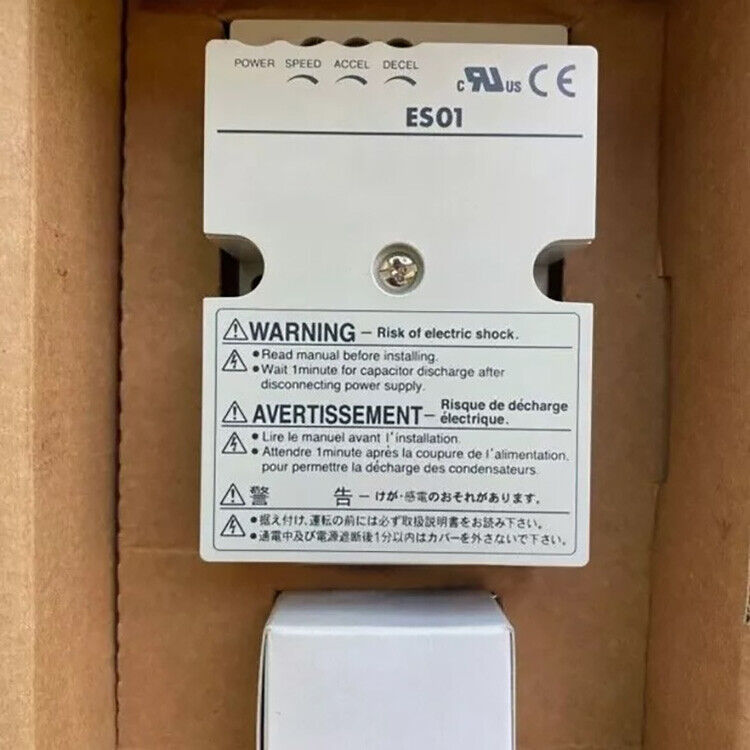 POWER SPEED ACCEL DECEL
c RU US CE
ES01
WARNING – Risk of electric shock.
• Read manual before installing.
• Wait 1minute for capacitor discharge after
disconnecting power supply.
AVERTISSEMENT – Risque de décharge
électrique.
• Lire le manuel avant l'installation.
• Attendre 1minute après la coupure de l'alimentation,
pour permettre la décharge des condensateurs.
警 告 – けが・感電のおそれがあります。
• 据え付け、運転の前には必ず取扱説明書をお読み下さい。
• 通電中及び電源遮断後1分以内はカバーを外さないで下さい。